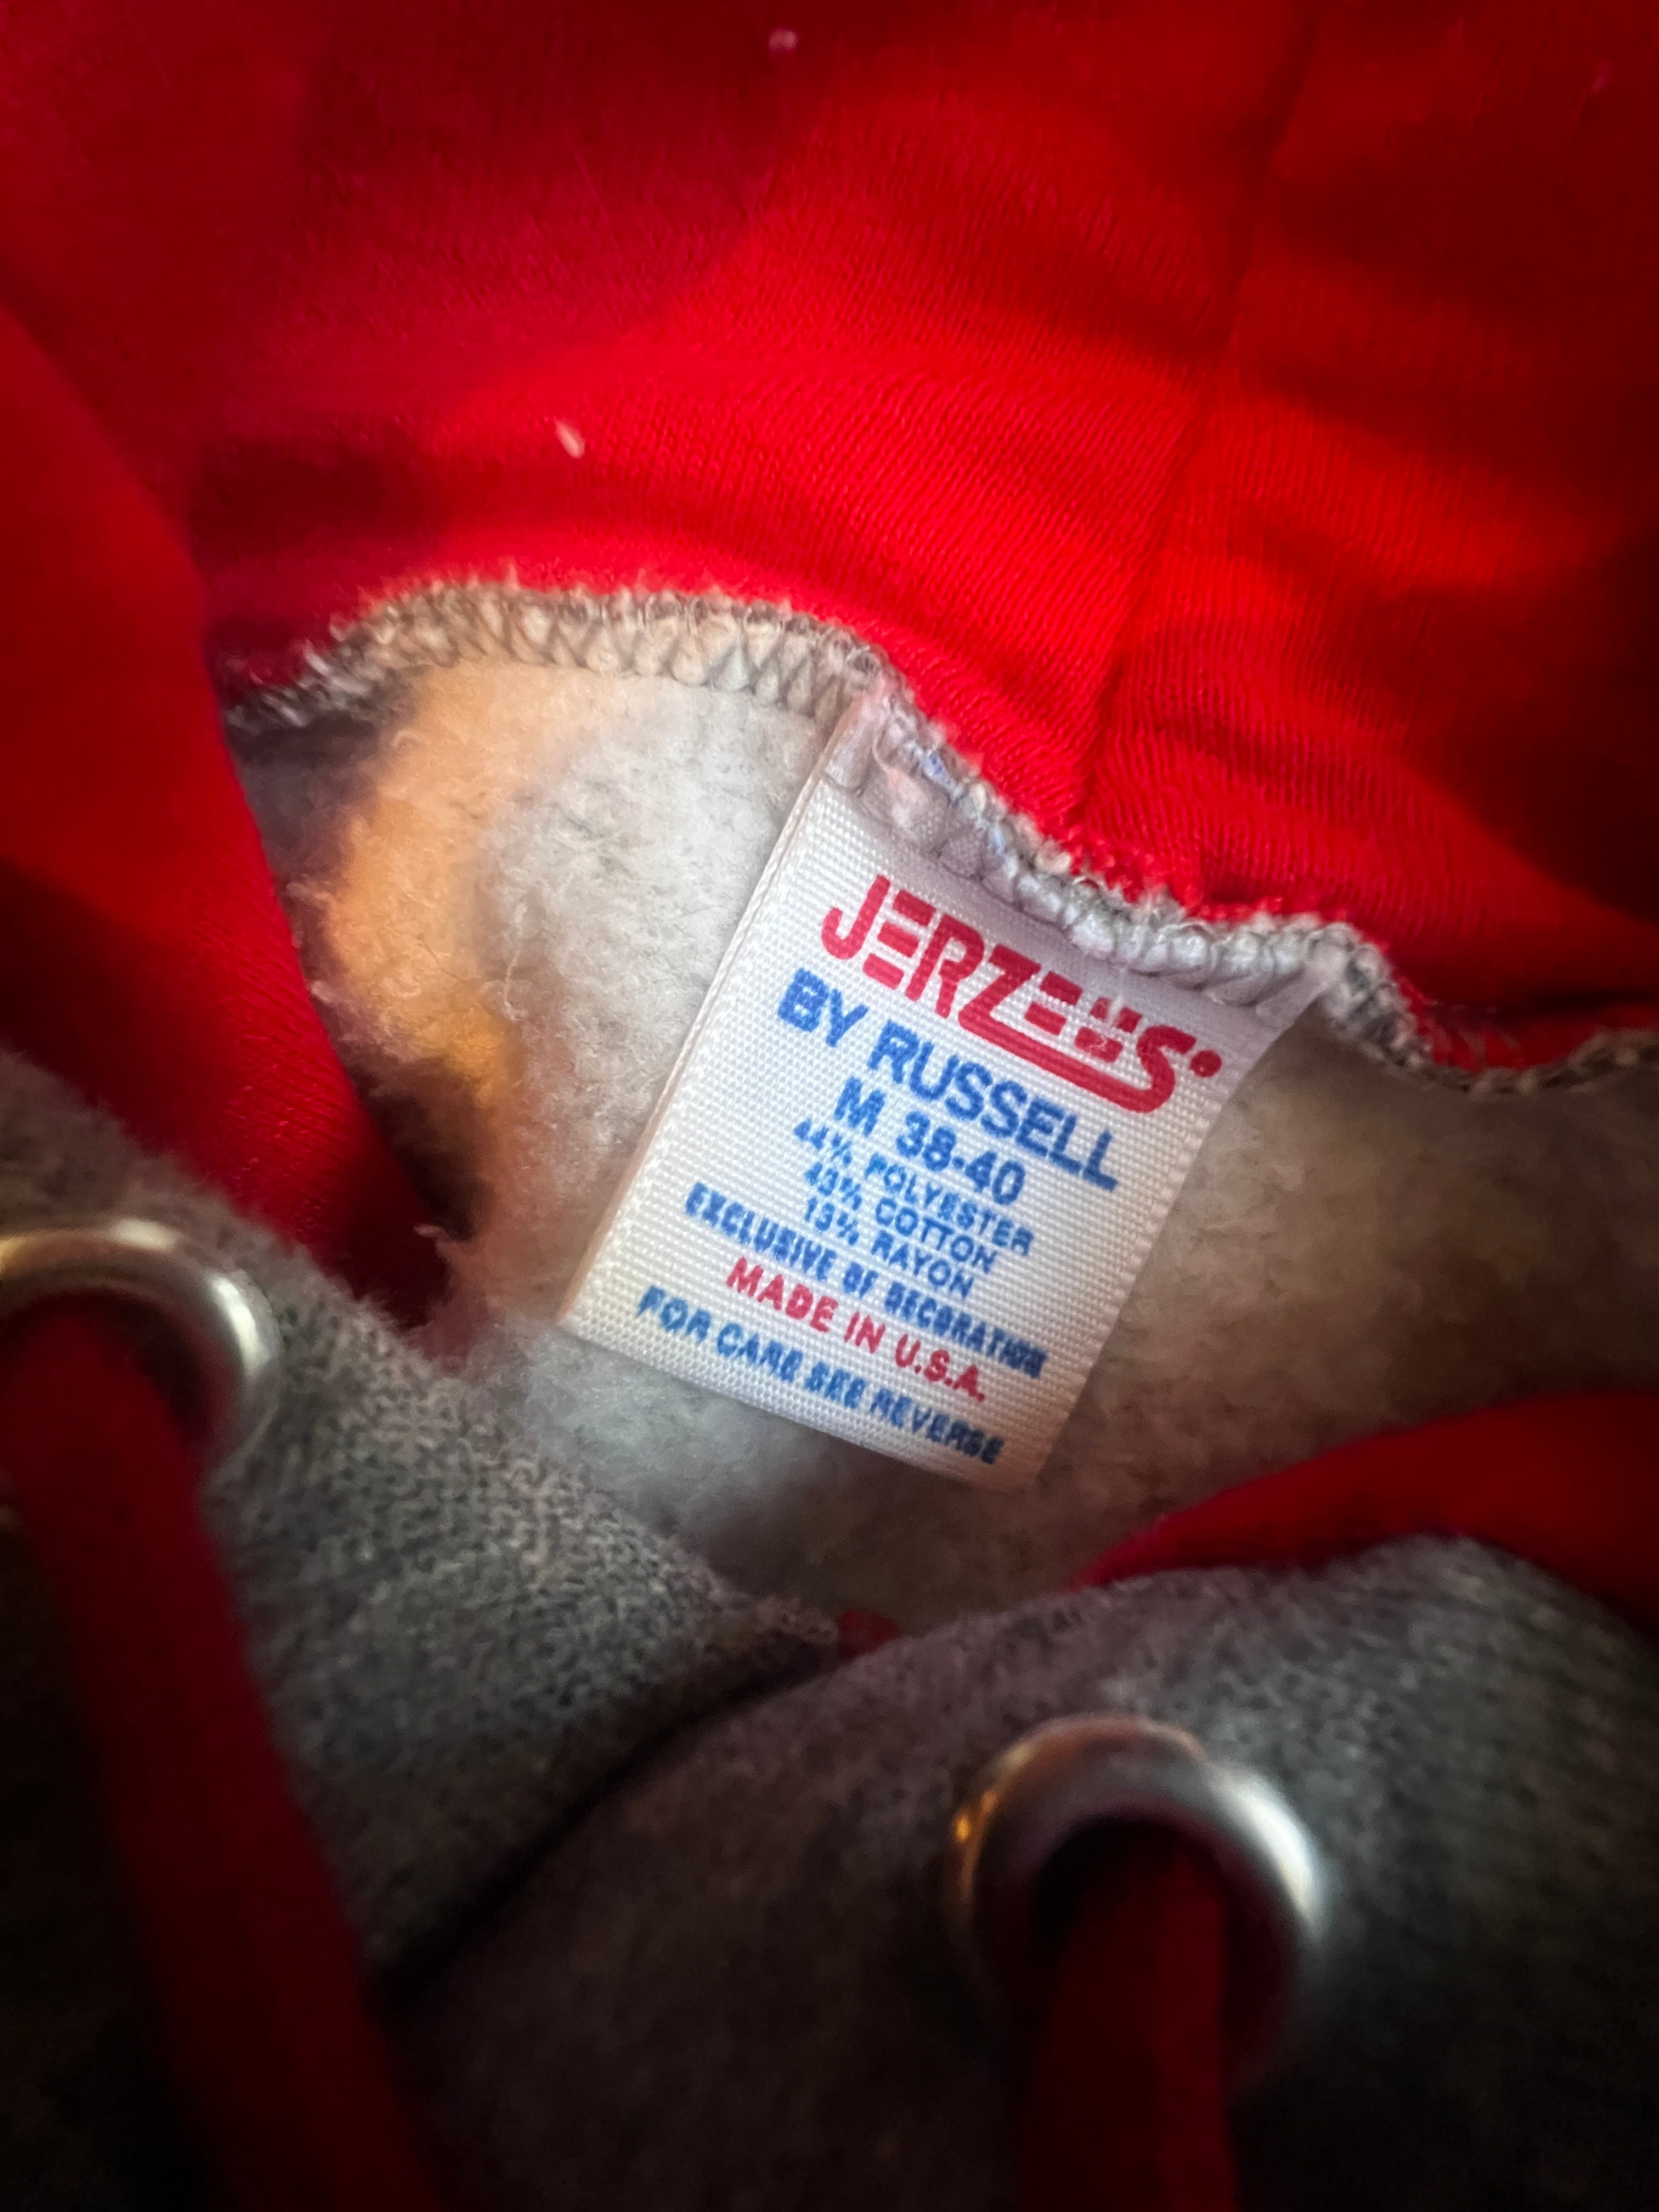 JERZEES
BY RUSSELL
M 38-40
44% POLYESTER
43% COTTON
13% RAYON
EXCLUSIVE OF DECORATION
MADE IN U.S.A.
FOR CARE SEE REVERSE